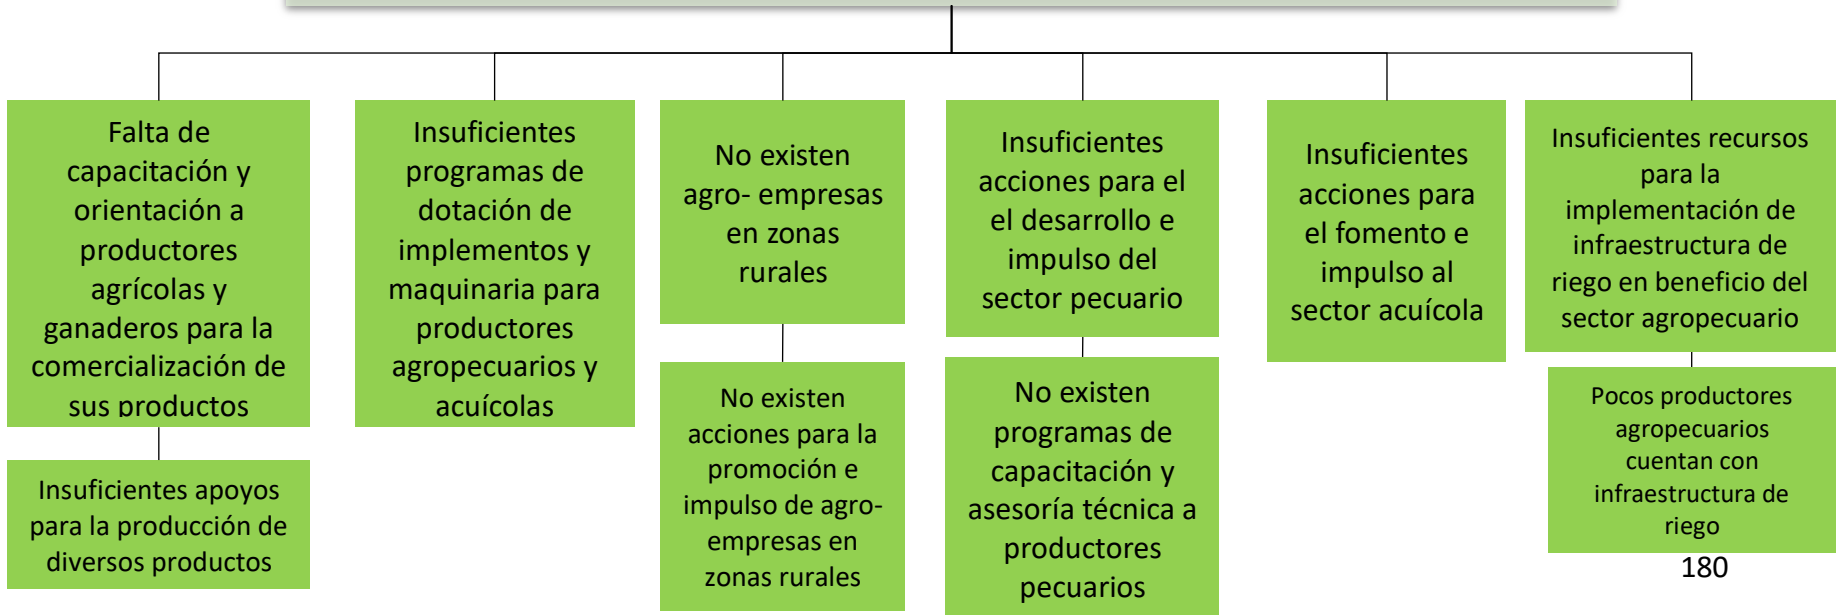 Falta de
capacitación y
orientación a
productores
agrícolas y
ganaderos para la
comercialización de
sus productos
Insuficientes apoyos
para la producción de
diversos productos
Insuficientes
programas de
dotación de
implementos y
maquinaria para
productores
agropecuarios y
acuícolas
No existen
agro- empresas
en zonas
rurales
No existen
acciones para la
promoción e
impulso de agro-
empresas en
zonas rurales
Insuficientes
acciones para el
el desarrollo e
impulso del
sector pecuario
No existen
programas de
capacitación y
asesoría técnica a
productores
pecuarios
Insuficientes
acciones para
el fomento e
impulso al
sector acuícola
Insuficientes recursos
para la
implementación de
infraestructura de
riego en beneficio del
sector agropecuario
Pocos productores
agropecuarios
cuentan con
infraestructura de
riego
180